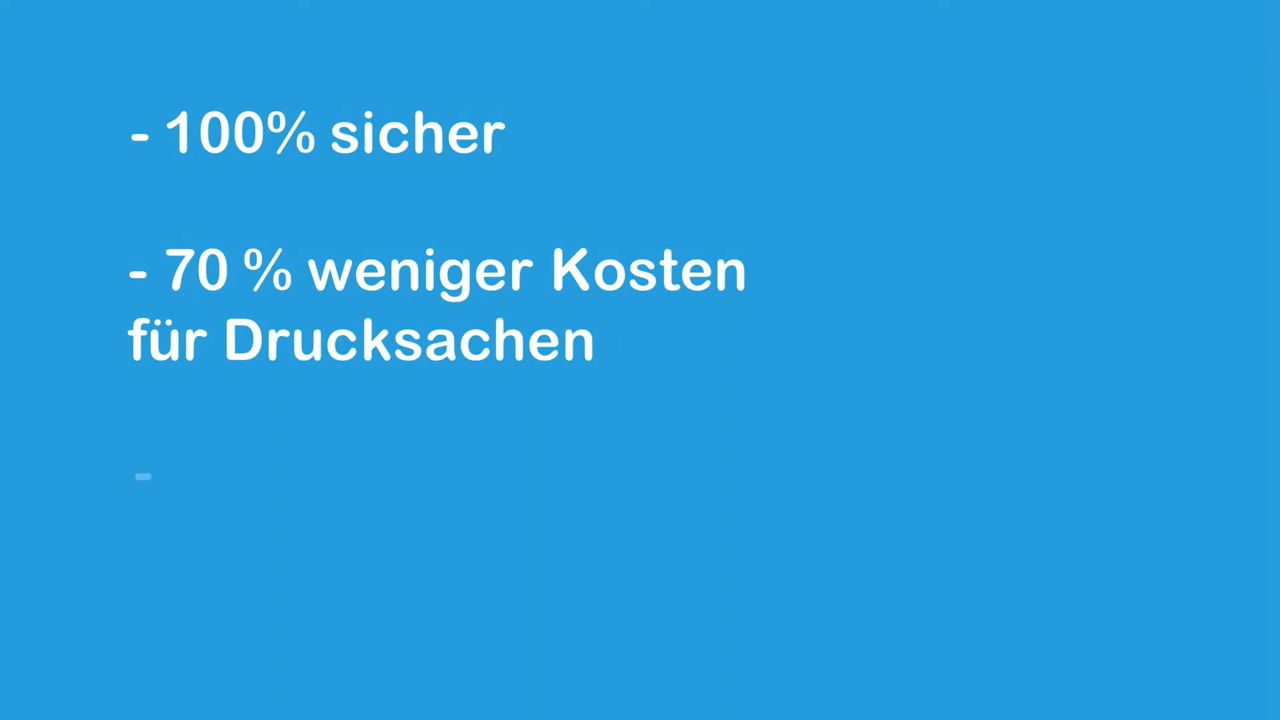 - 100% sicher
- 70 % weniger Kosten
für Drucksachen
-